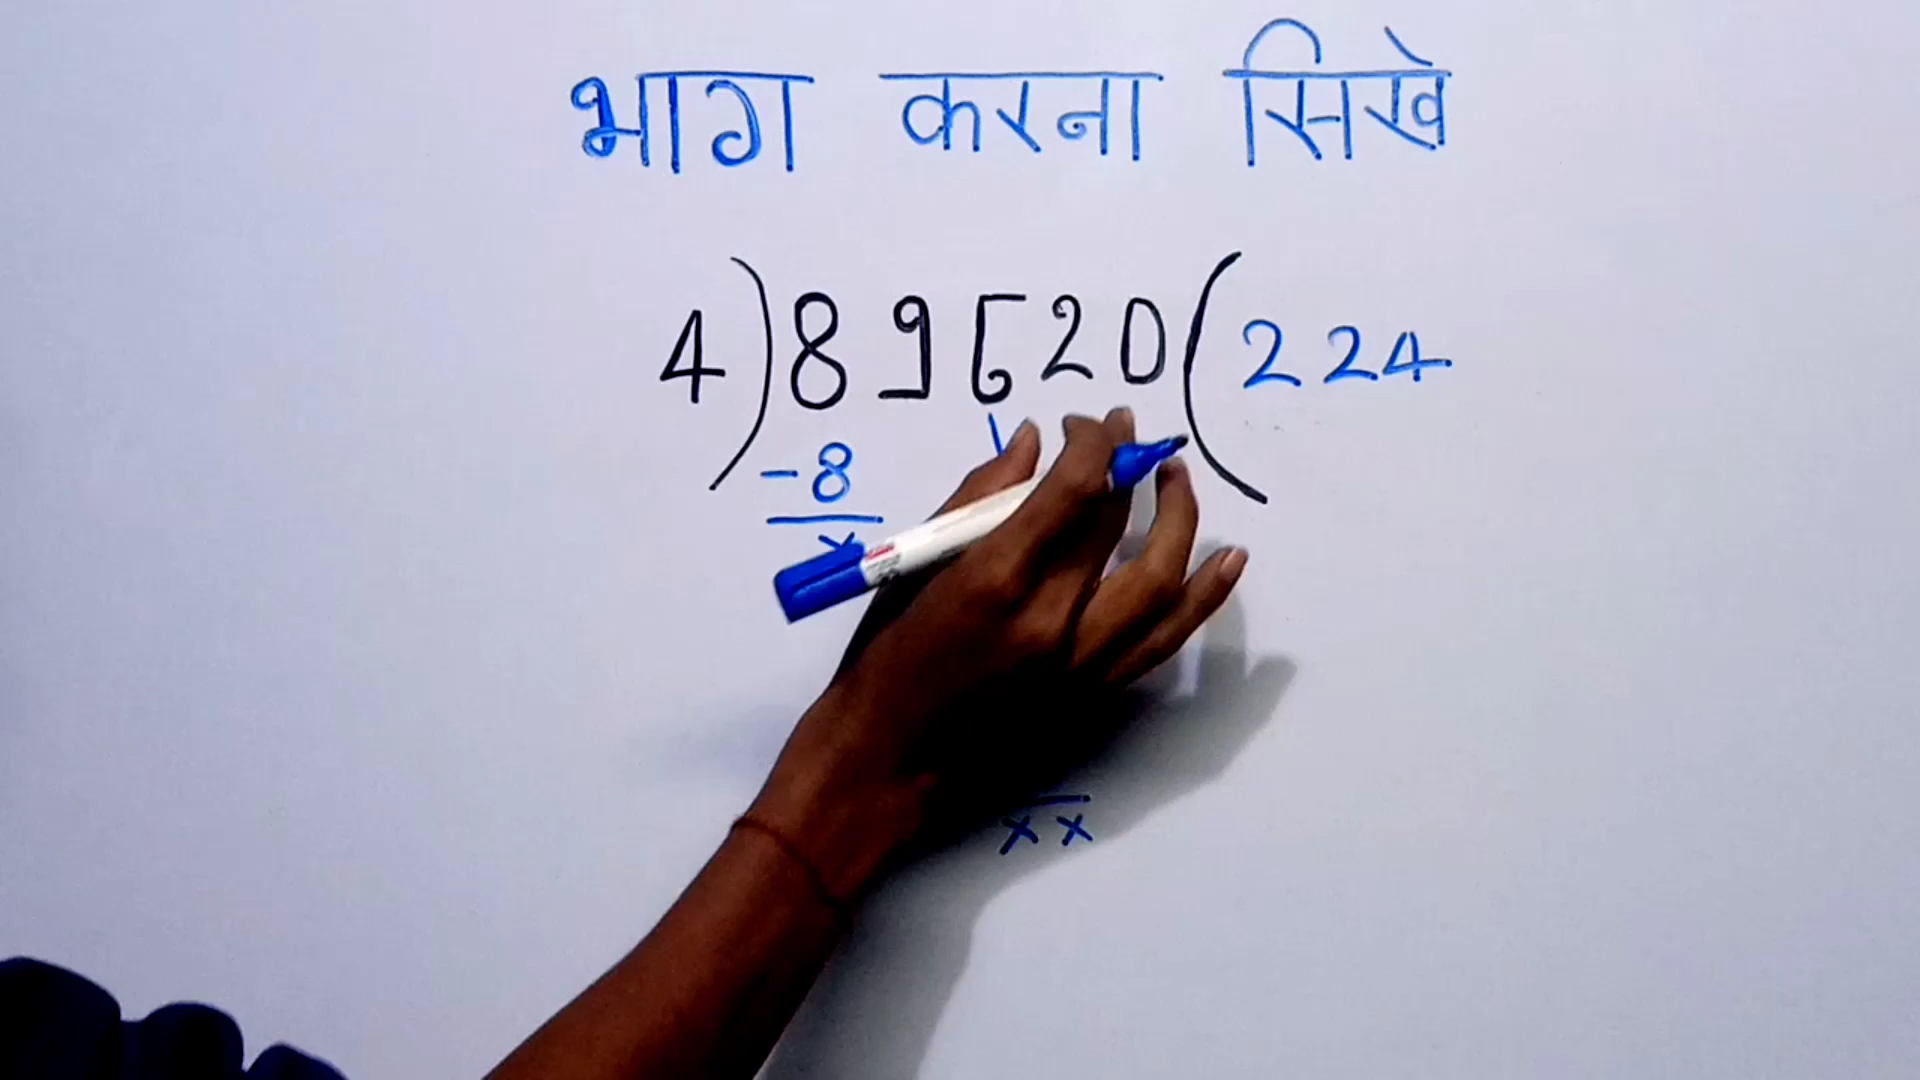 भाग करना सिखे
4)89620(224
-8
x
x x